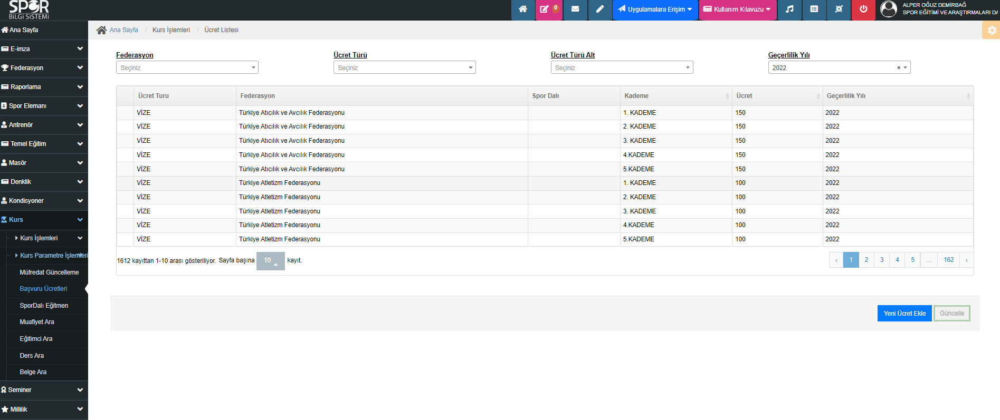 SPOR
BİLGİ SİSTEMİ
0
Uygulamalara Erişim
Kullanım Kılavuzu
ALPER OĞUZ DEMİRBAĞ
SPOR EĞİTİMİ VE ARAŞTIRMALARI DA
Ana Sayfa
E-imza
Federasyon
Raporlama
Spor Elemanı
Antrenör
Temel Eğitim
Masör
Denklik
Kondisyoner
Kurs
Kurs İşlemleri
Kurs Parametre İşlemleri
Müfredat Güncelleme
Başvuru Ücretleri
SporDalı Eğitmen
Muafiyet Ara
Eğitimci Ara
Ders Ara
Belge Ara
Seminer
Millilik
Ana Sayfa / Kurs İşlemleri / Ücret Listesi
Federasyon Ücret Türü Ücret Türü Alt Geçerlilik Yılı
Seçiniz Seçiniz Seçiniz 2022 ×
Ücret Turu Federasyon Spor Dalı Kademe Ücret Geçerlilik Yılı
VİZE Türkiye Atıcılık ve Avcılık Federasyonu 1. KADEME 150 2022
VİZE Türkiye Atıcılık ve Avcılık Federasyonu 2. KADEME 150 2022
VİZE Türkiye Atıcılık ve Avcılık Federasyonu 3. KADEME 150 2022
VİZE Türkiye Atıcılık ve Avcılık Federasyonu 4.KADEME 150 2022
VİZE Türkiye Atıcılık ve Avcılık Federasyonu 5.KADEME 150 2022
VİZE Türkiye Atletizm Federasyonu 1. KADEME 100 2022
VİZE Türkiye Atletizm Federasyonu 2. KADEME 100 2022
VİZE Türkiye Atletizm Federasyonu 3. KADEME 100 2022
VİZE Türkiye Atletizm Federasyonu 4.KADEME 100 2022
VİZE Türkiye Atletizm Federasyonu 5.KADEME 100 2022
1612 kayıttan 1-10 arası gösteriliyor. Sayfa başına 10 kayıt.
‹ 1 2 3 4 5 ... 162 ›
Yeni Ücret Ekle Güncelle